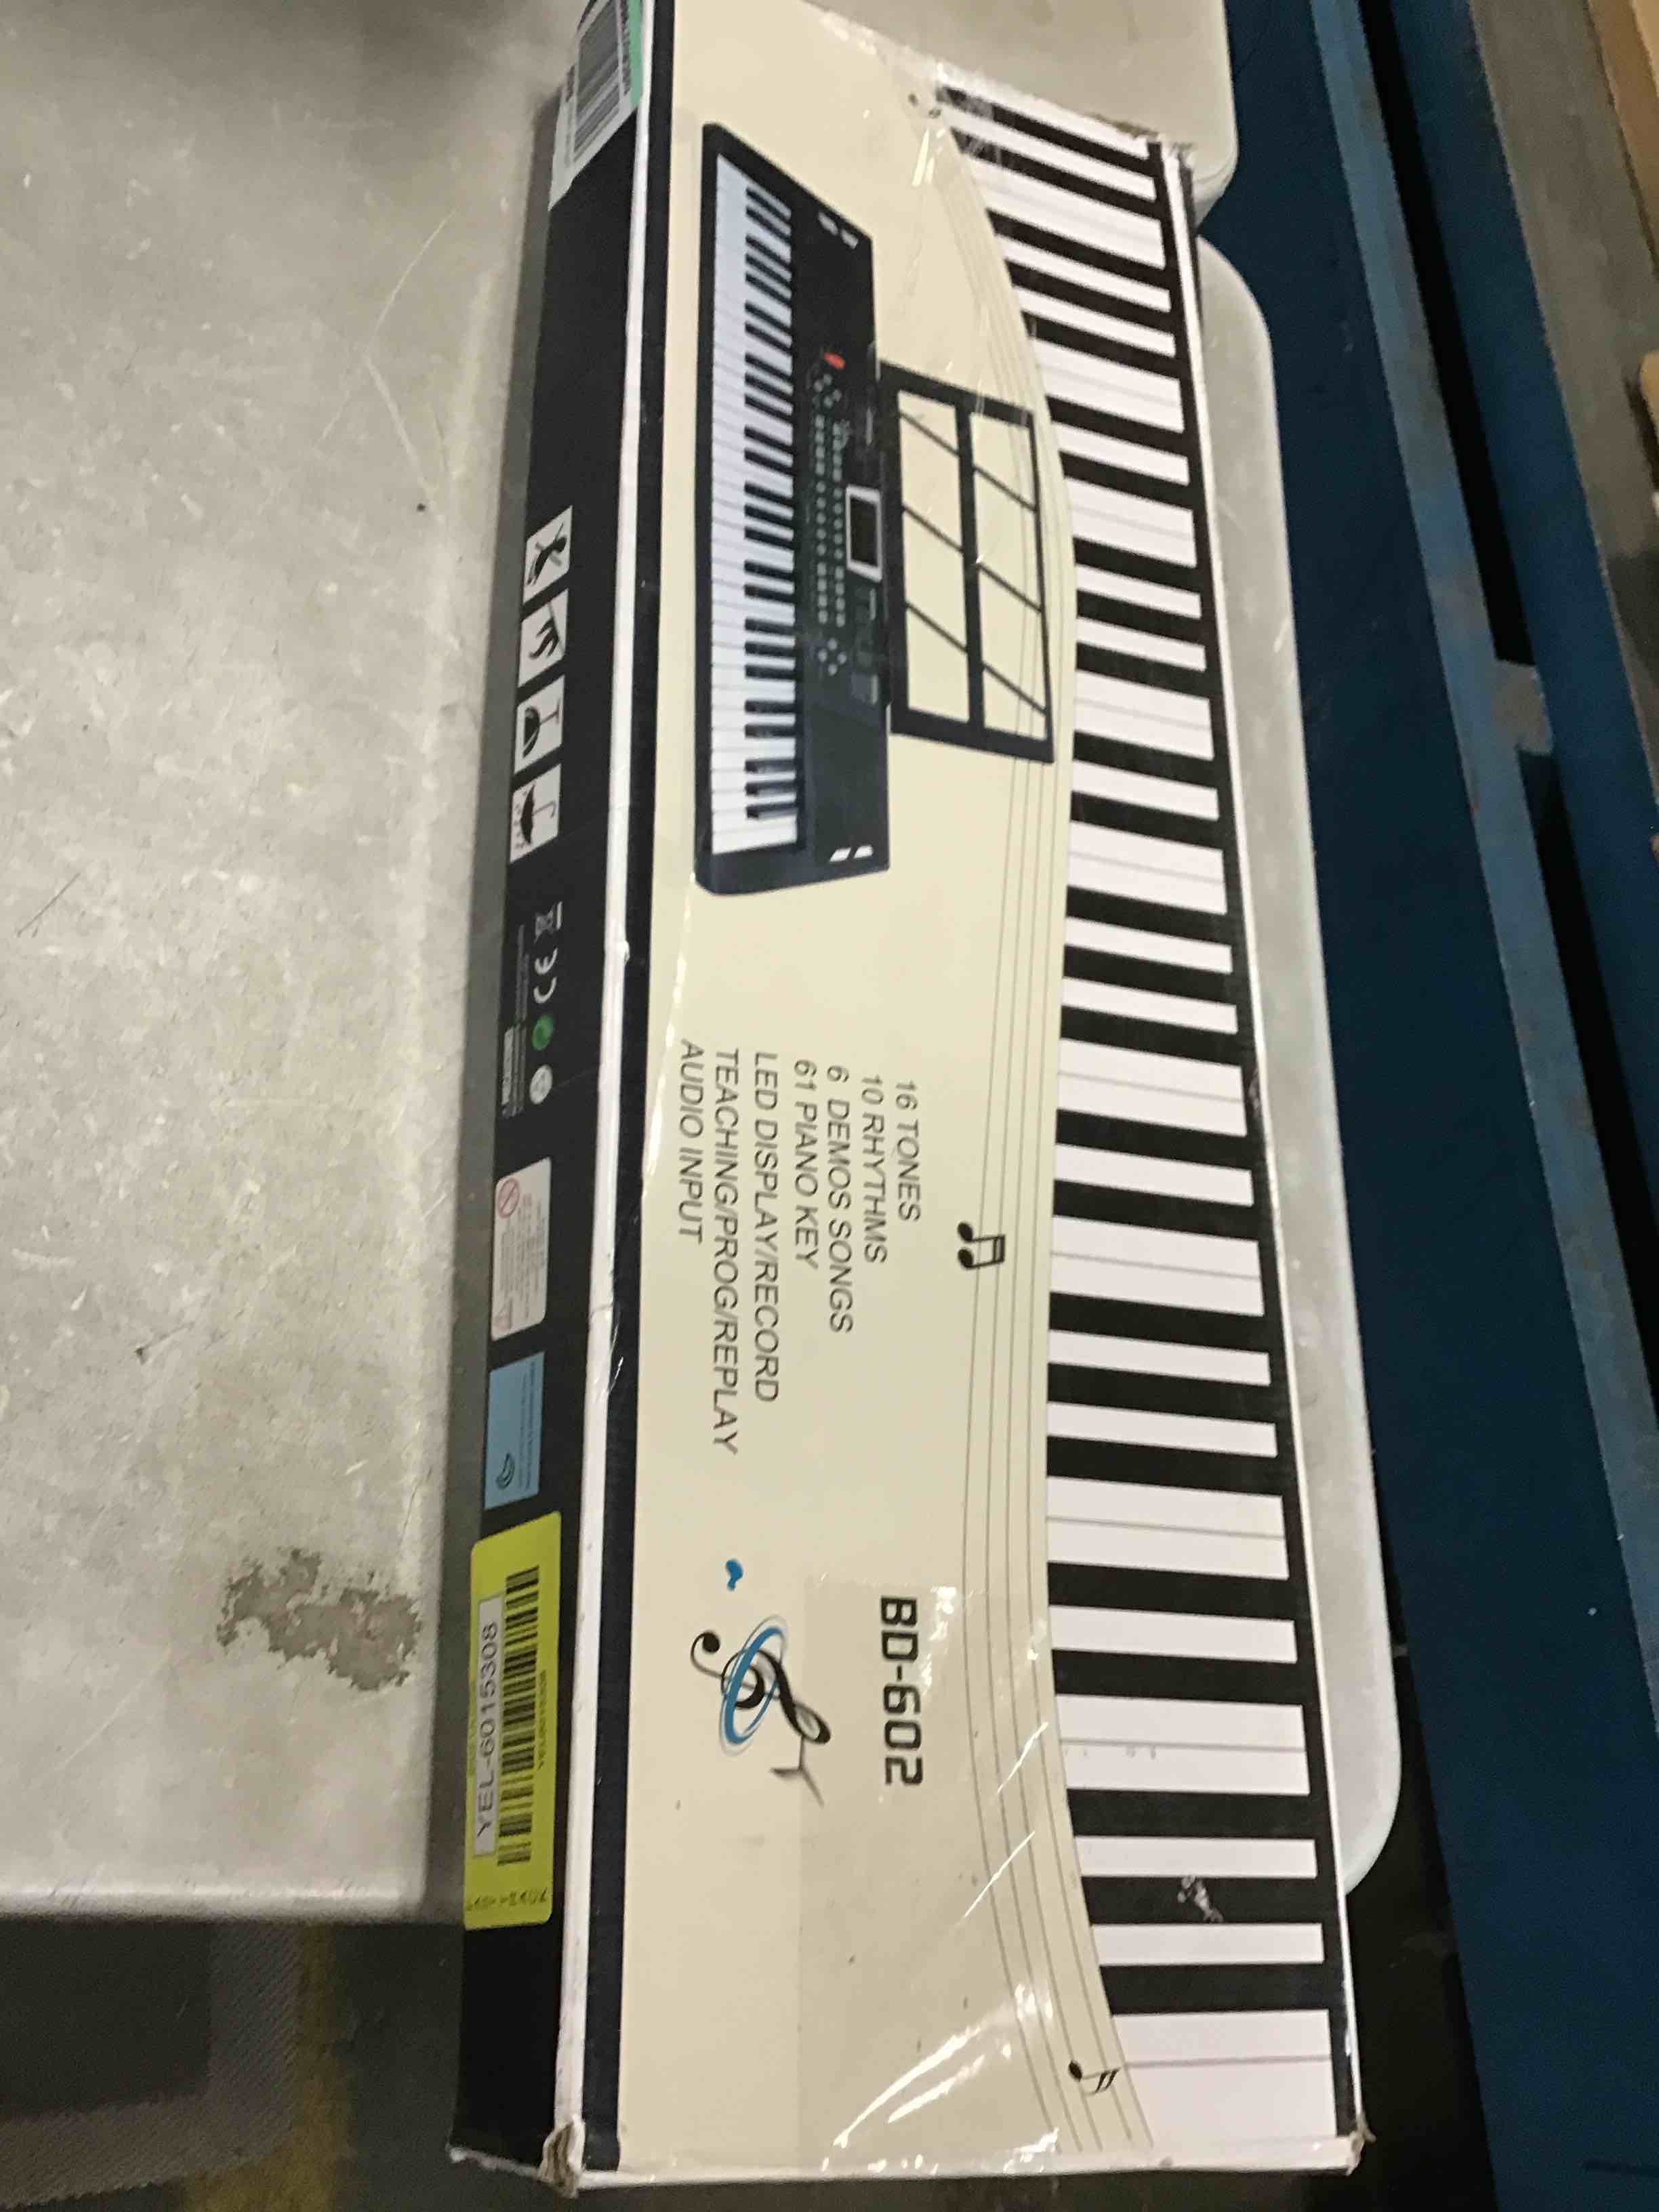 16 TONES
10 RHYTHMS
6 DEMOS SONGS
61 PIANO KEY
LED DISPLAY/RECORD
TEACHING/PROG/REPLAY
AUDIO INPUT
BD-602
YEL-6015308